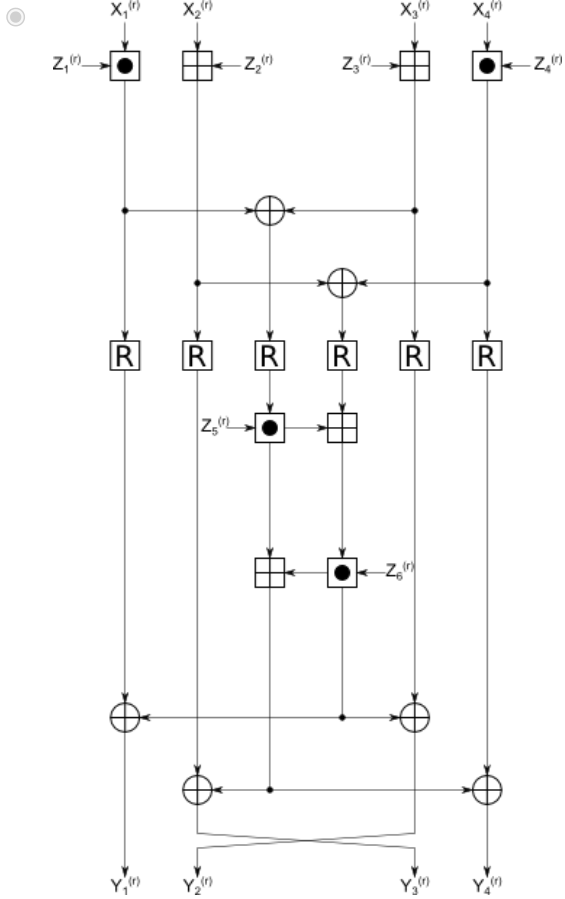 X₁⁽ʳ⁾ X₂⁽ʳ⁾ X₃⁽ʳ⁾ X₄⁽ʳ⁾
Z₁⁽ʳ⁾ Z₂⁽ʳ⁾ Z₃⁽ʳ⁾ Z₄⁽ʳ⁾
R R R R R R
Z₅⁽ʳ⁾
Z₆⁽ʳ⁾
Y₁⁽ʳ⁾ Y₂⁽ʳ⁾ Y₃⁽ʳ⁾ Y₄⁽ʳ⁾